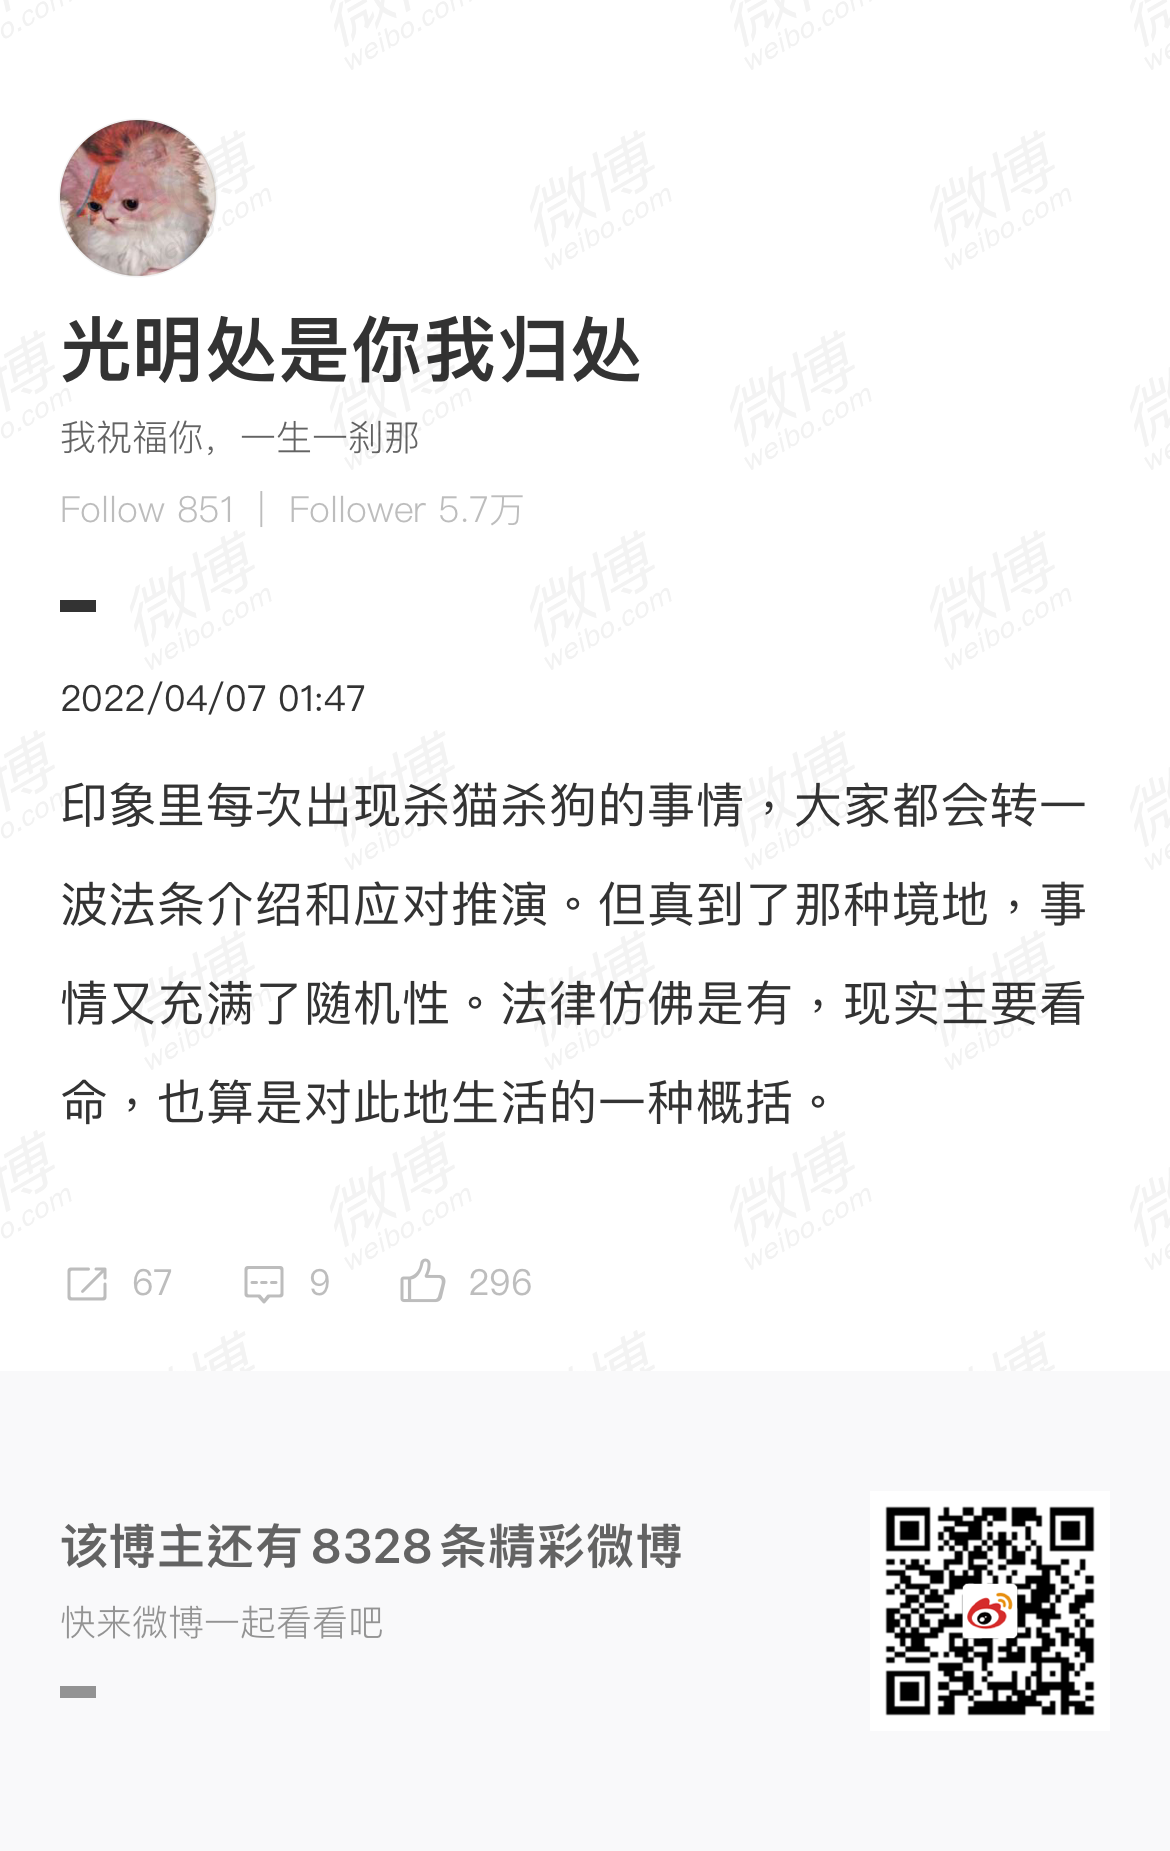 光明处是你我归处
我祝福你，一生一刹那
Follow 851 | Follower 5.7万
2022/04/07 01:47
印象里每次出现杀猫杀狗的事情，大家都会转一
波法条介绍和应对推演。但真到了那种境地，事
情又充满了随机性。法律仿佛是有，现实主要看
命，也算是对此地生活的一种概括。
67 9 296
该博主还有8328条精彩微博
快来微博一起看看吧
微博
weibo.com